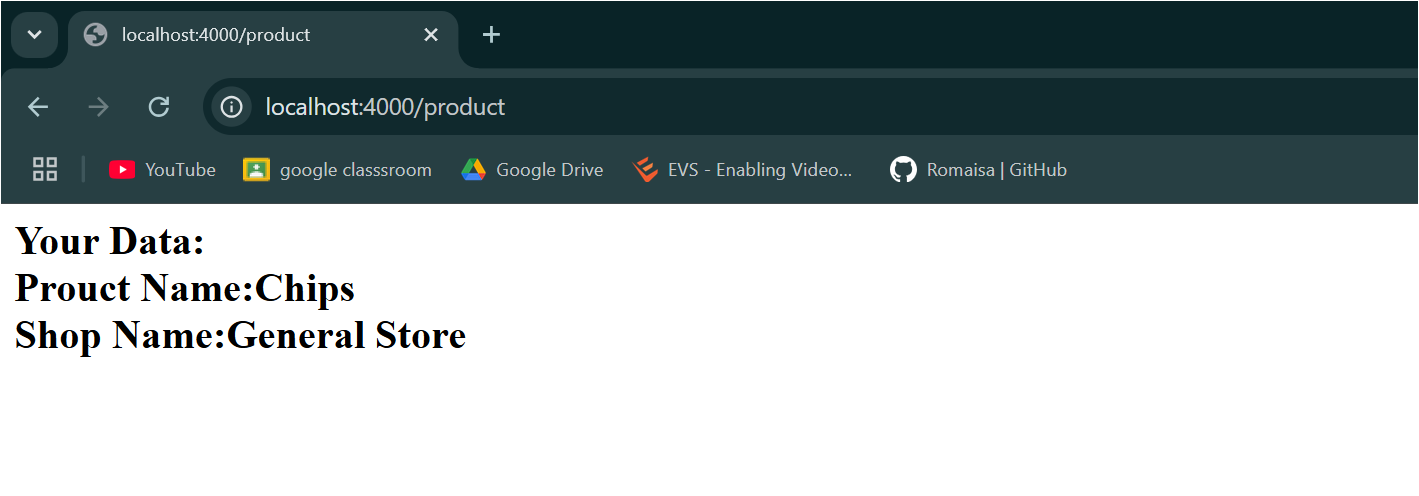 localhost:4000/product
localhost:4000/product
YouTube google classsroom Google Drive EVS - Enabling Video... Romaisa | GitHub
Your Data:
Prouct Name:Chips
Shop Name:General Store